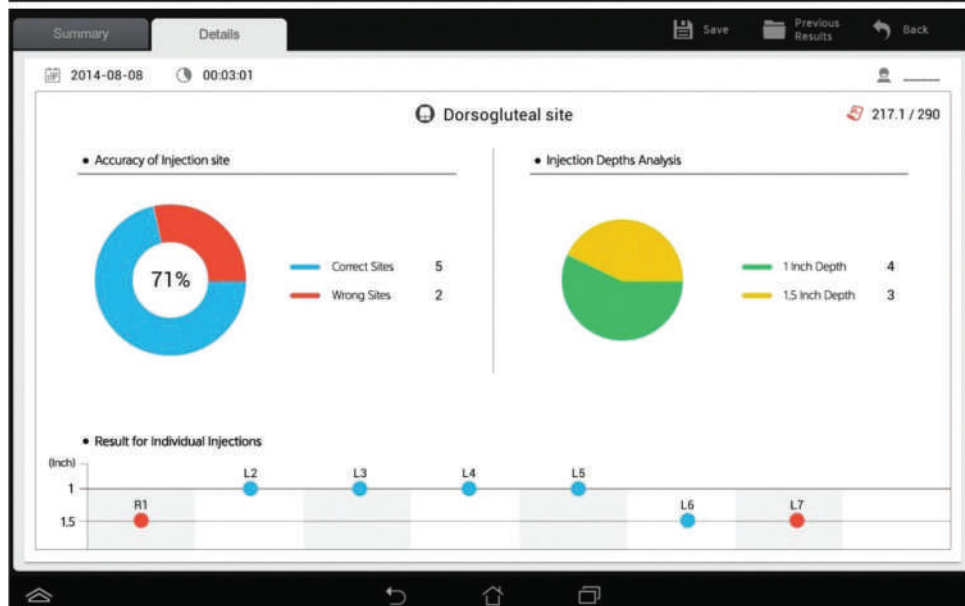 Summary
Details
Save
Previous
Results
Back
2014-08-08
00:03:01
Dorsogluteal site
217.1 / 290
• Accuracy of Injection site
71%
Correct Sites 5
Wrong Sites 2
• Injection Depths Analysis
1 Inch Depth 4
1.5 Inch Depth 3
• Result for Individual Injections
(Inch)
L2 L3 L4 L5
1
R1 L6 L7
1.5